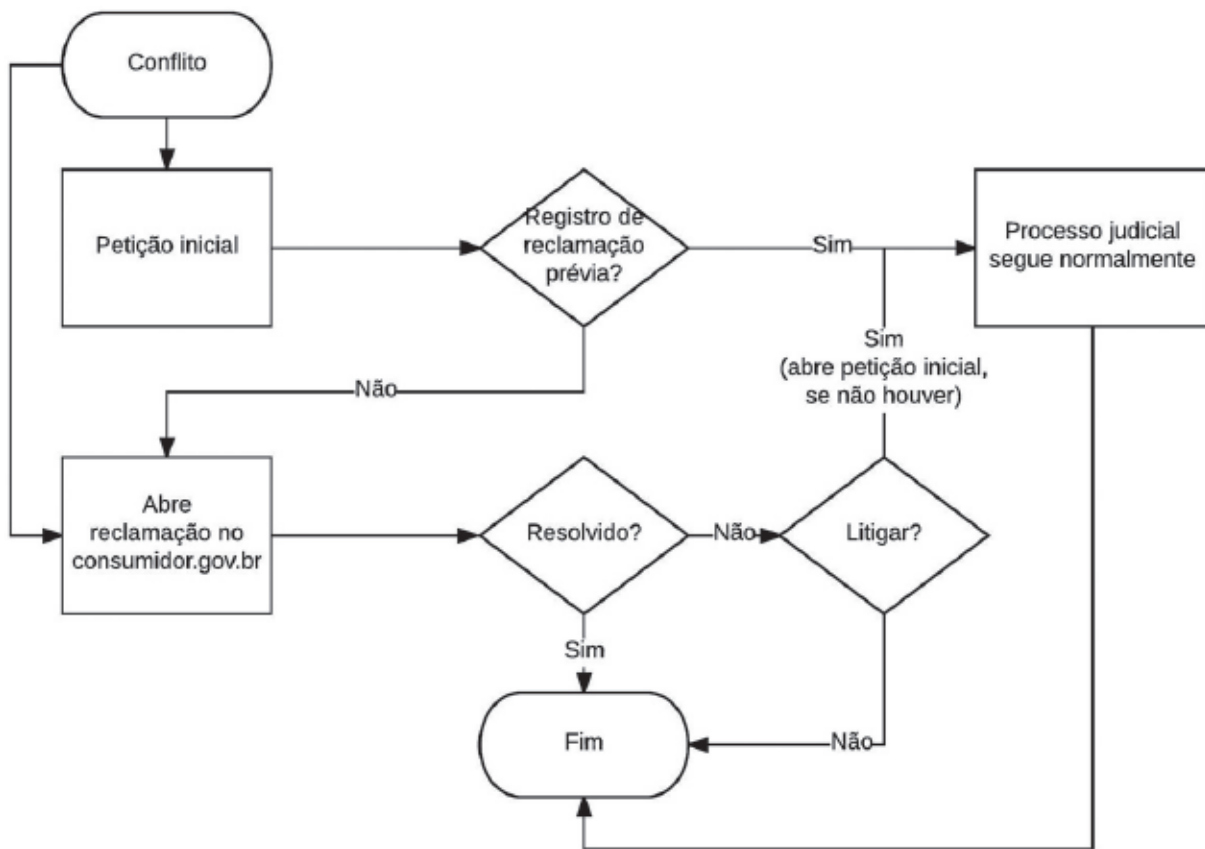 Conflito
Petição inicial
Registro de
reclamação
prévia?
Sim
Processo judicial
segue normalmente
Sim
(abre petição inicial,
se não houver)
Não
Abre
reclamação no
consumidor.gov.br
Resolvido?
Não
Litigar?
Sim
Fim
Não